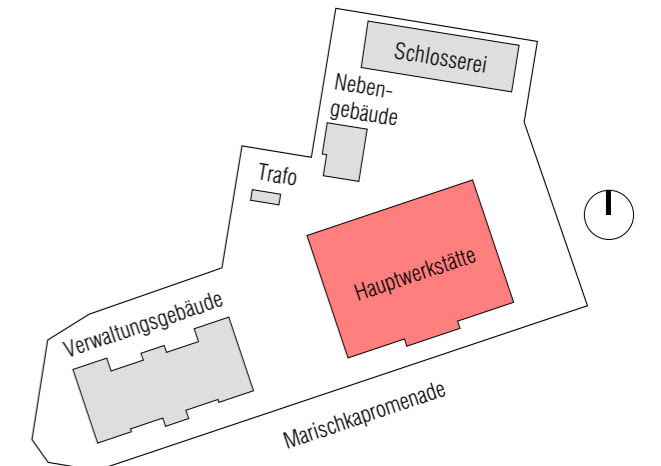 Schlosserei
Neben-
gebäude
Trafo
Hauptwerkstätte
Verwaltungsgebäude
Marischkapromenade